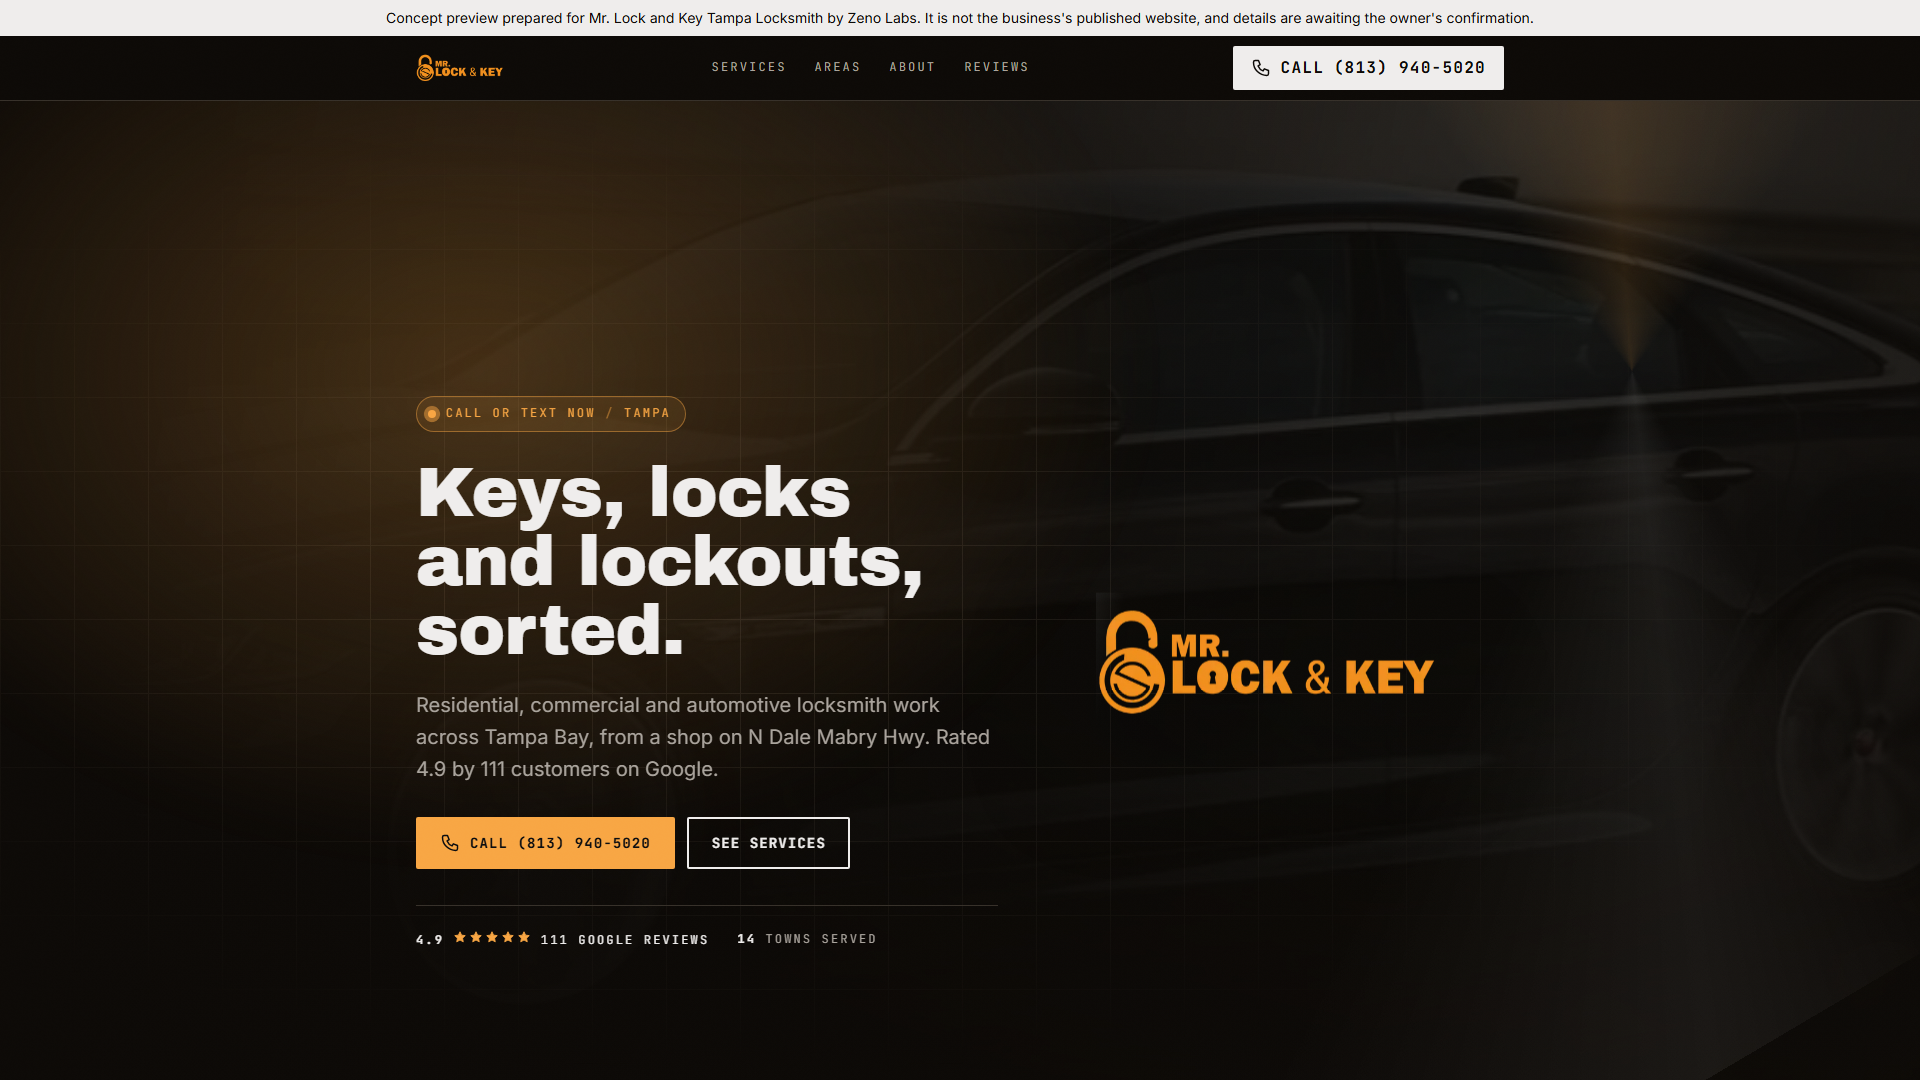 Concept preview prepared for Mr. Lock and Key Tampa Locksmith by Zeno Labs. It is not the business's published website, and details are awaiting the owner's confirmation.
MR.
LOCK & KEY
SERVICES
AREAS
ABOUT
REVIEWS
CALL (813) 940-5020
CALL OR TEXT NOW / TAMPA
Keys, locks
and lockouts,
sorted.
Residential, commercial and automotive locksmith work
across Tampa Bay, from a shop on N Dale Mabry Hwy. Rated
4.9 by 111 customers on Google.
CALL (813) 940-5020
SEE SERVICES
4.9 ★★★★★ 111 GOOGLE REVIEWS
14 TOWNS SERVED
MR.
LOCK & KEY